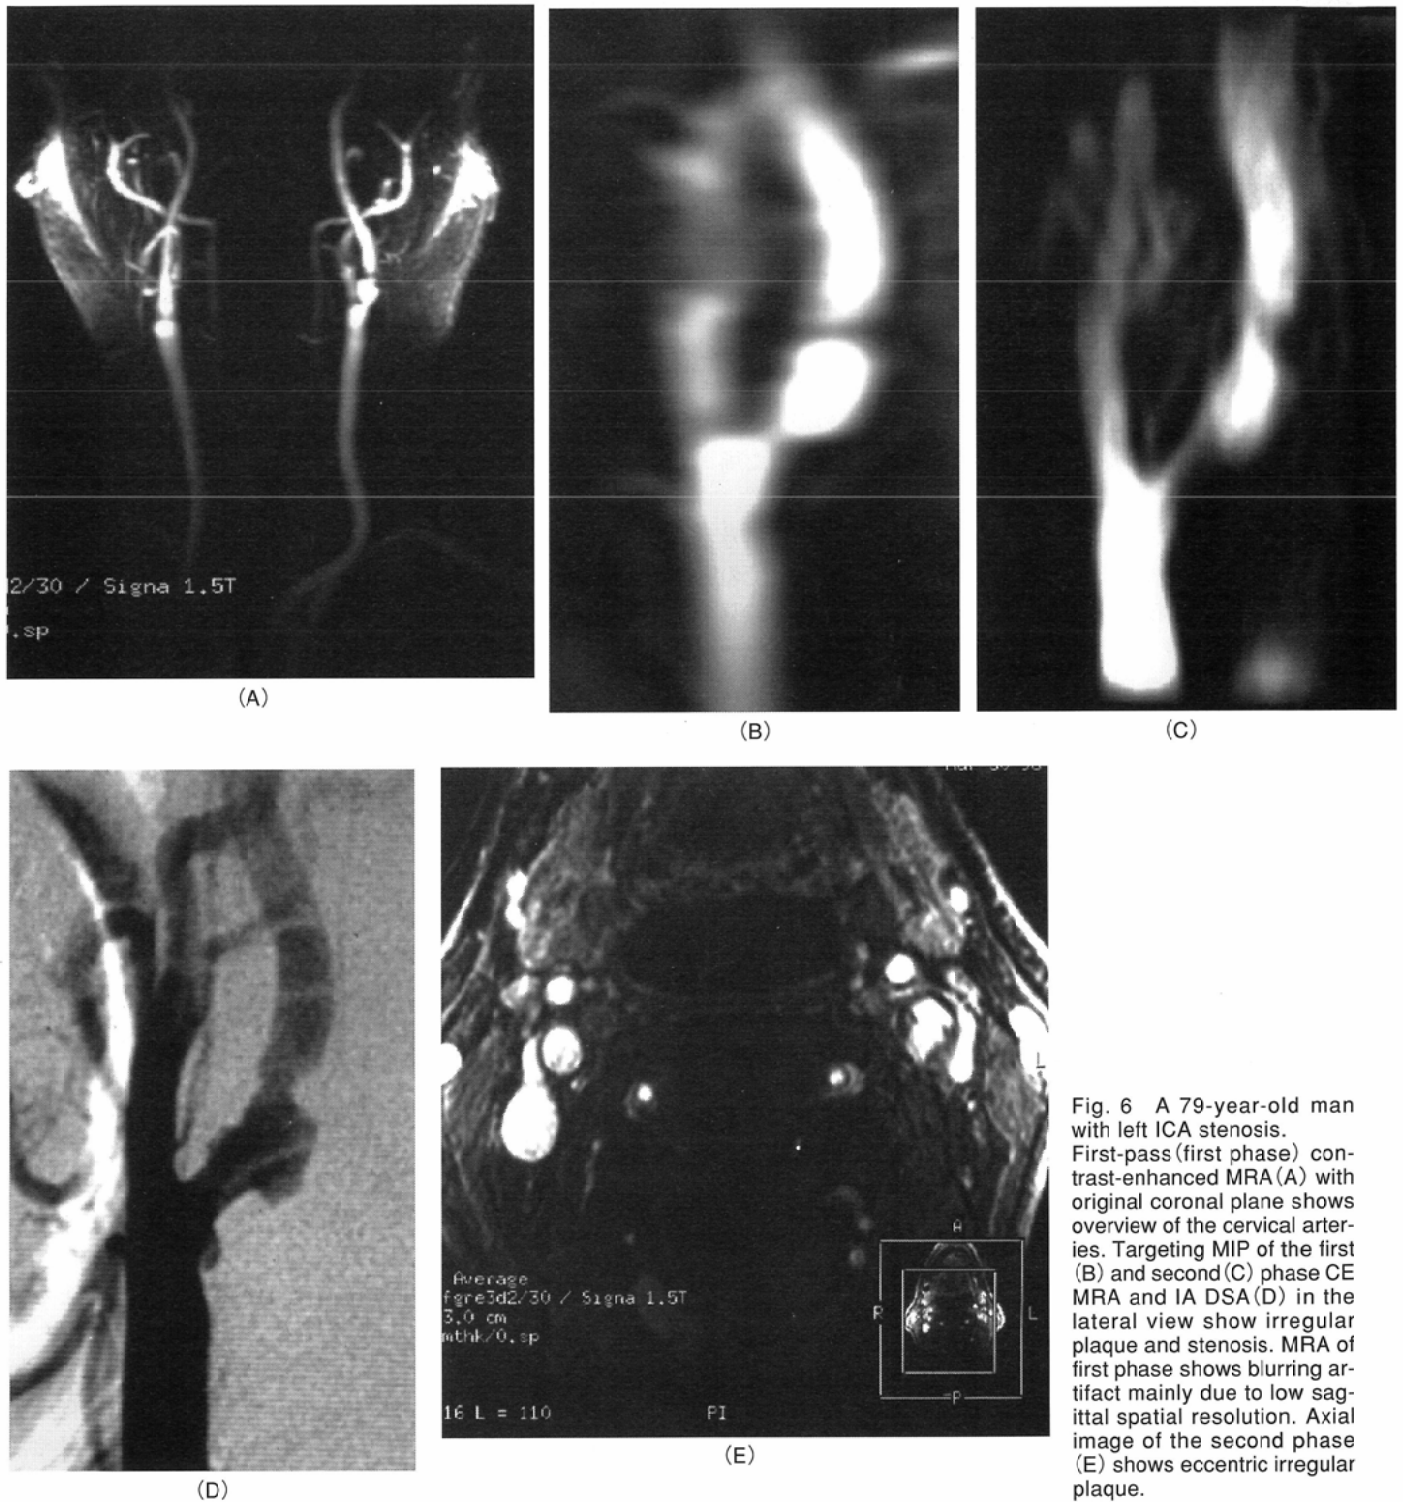 12/30 / Signa 1.5T
.sp
(A)
(B)
(C)
(D)
L
Average
fgre3d2/30 / Signa 1.5T
3.0 cm
mthk/0.sp
A
R
L
P
16 L = 110
PI
(E)
Fig. 6 A 79-year-old man
with left ICA stenosis.
First-pass (first phase) con-
trast-enhanced MRA (A) with
original coronal plane shows
overview of the cervical arter-
ies. Targeting MIP of the first
(B) and second (C) phase CE
MRA and IA DSA (D) in the
lateral view show irregular
plaque and stenosis. MRA of
first phase shows blurring ar-
tifact mainly due to low sag-
ittal spatial resolution. Axial
image of the second phase
(E) shows eccentric irregular
plaque.